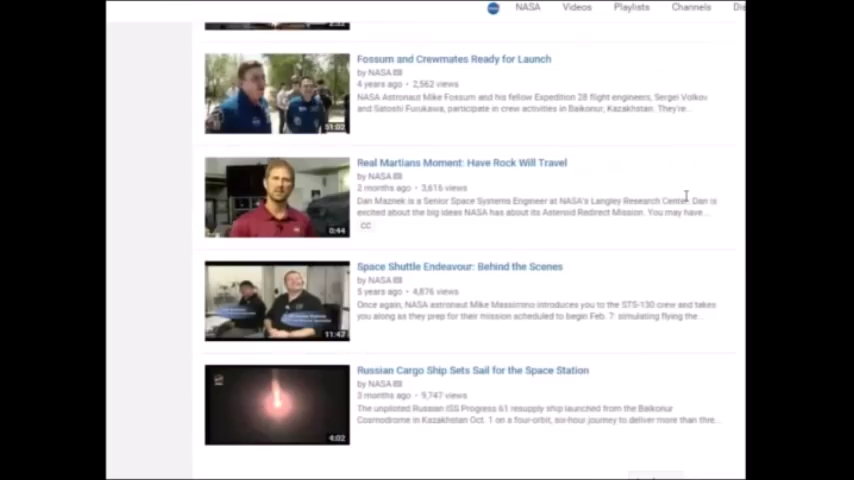 NASA Videos Playlists Channels
Fossum and Crewmates Ready for Launch
by NASA
4 years ago • 2,562 views
NASA Astronaut Mike Fossum and his fellow Expedition 28 flight engineers, Sergei Volkov
and Satoshi Furukawa, participate in crew activities in Baikonur, Kazakhstan. They're...
51:02
Real Martians Moment: Have Rock Will Travel
by NASA
2 months ago • 3,616 views
Dan Mazнek is a Senior Space Systems Engineer at NASA's Langley Research Center. Dan is
excited about the big ideas NASA has about its Asteroid Redirect Mission. You may have...
CC
0:44
Space Shuttle Endeavour: Behind the Scenes
by NASA
5 years ago • 4,876 views
Once again, NASA astronaut Mike Massimino introduces you to the STS-130 crew and takes
you along as they prep for their mission scheduled to begin Feb. 7: simulating flying the...
11:42
Russian Cargo Ship Sets Sail for the Space Station
by NASA
3 months ago • 9,747 views
The unpiloted Russian ISS Progress 61 resupply ship launched from the Baikonur
Cosmodrome in Kazakhstan Oct. 1 on a four-orbit, six-hour journey to deliver more than thre...
4:02